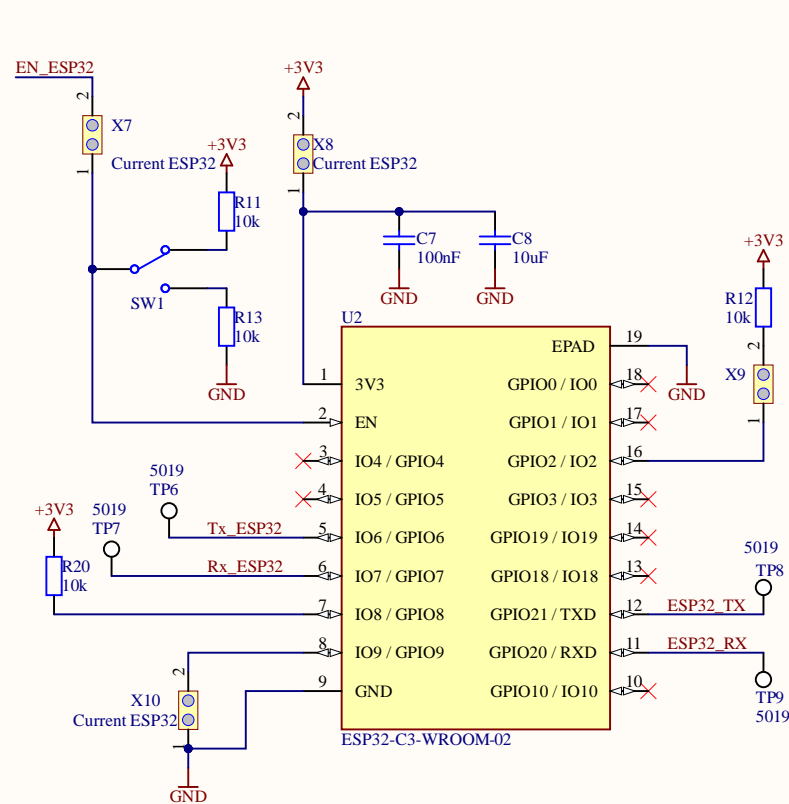 EN_ESP32
2
X7
Current ESP32
1
+3V3
R11
10k
SW1
R13
10k
GND
+3V3
2
X8
Current ESP32
1
C7
100nF
GND
C8
10uF
GND
+3V3
R12
10k
2
X9
1
U2
1
3V3
2
EN
3
IO4 / GPIO4
4
IO5 / GPIO5
5
IO6 / GPIO6
6
IO7 / GPIO7
7
IO8 / GPIO8
8
IO9 / GPIO9
9
GND
EPAD
19
GND
GPIO0 / IO0
18
GPIO1 / IO1
17
GPIO2 / IO2
16
GPIO3 / IO3
15
GPIO19 / IO19
14
GPIO18 / IO18
13
GPIO21 / TXD
12
GPIO20 / RXD
11
GPIO10 / IO10
10
ESP32-C3-WROOM-02
5019
TP6
Tx_ESP32
5019
TP7
Rx_ESP32
+3V3
R20
10k
2
X10
Current ESP32
1
GND
5019
TP8
ESP32_TX
ESP32_RX
TP9
5019